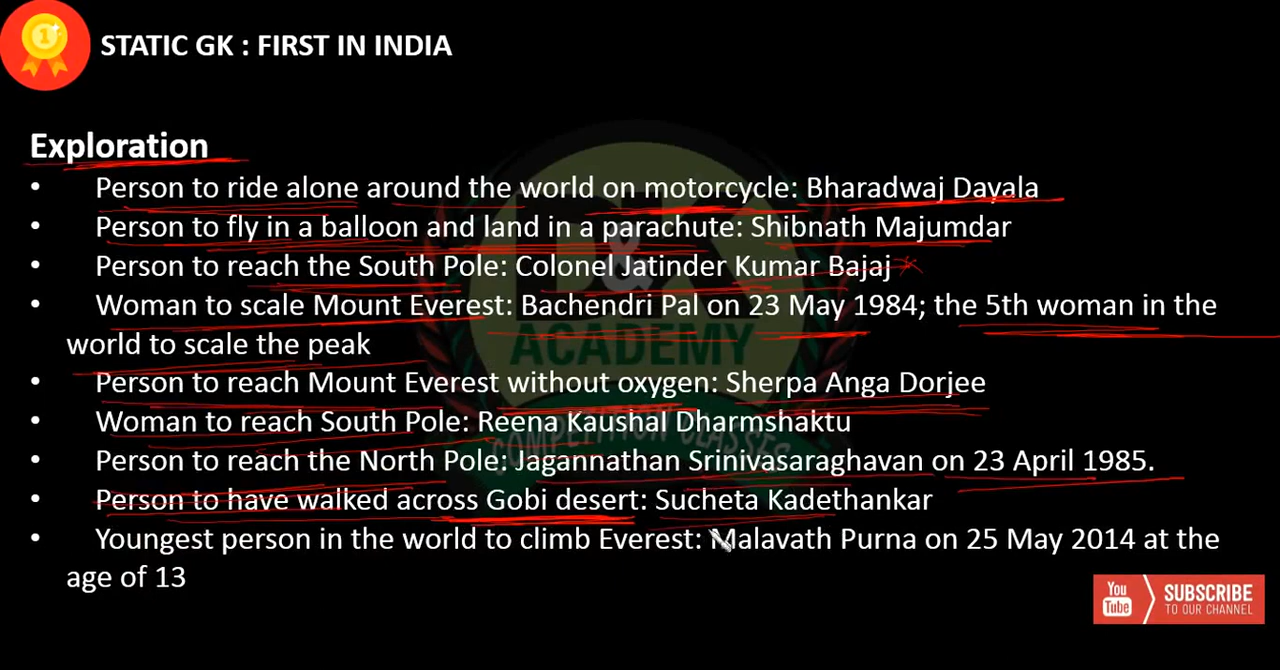 1
STATIC GK : FIRST IN INDIA
Exploration
• Person to ride alone around the world on motorcycle: Bharadwaj Dayala
• Person to fly in a balloon and land in a parachute: Shibnath Majumdar
• Person to reach the South Pole: Colonel Jatinder Kumar Bajaj
• Woman to scale Mount Everest: Bachendri Pal on 23 May 1984; the 5th woman in the
world to scale the peak
• Person to reach Mount Everest without oxygen: Sherpa Anga Dorjee
• Woman to reach South Pole: Reena Kaushal Dharmshaktu
• Person to reach the North Pole: Jagannathan Srinivasaraghavan on 23 April 1985.
• Person to have walked across Gobi desert: Sucheta Kadethankar
• Youngest person in the world to climb Everest: Malavath Purna on 25 May 2014 at the
age of 13
ACADEMY
COMPETITION CLASSES
You
Tube
SUBSCRIBE
TO OUR CHANNEL